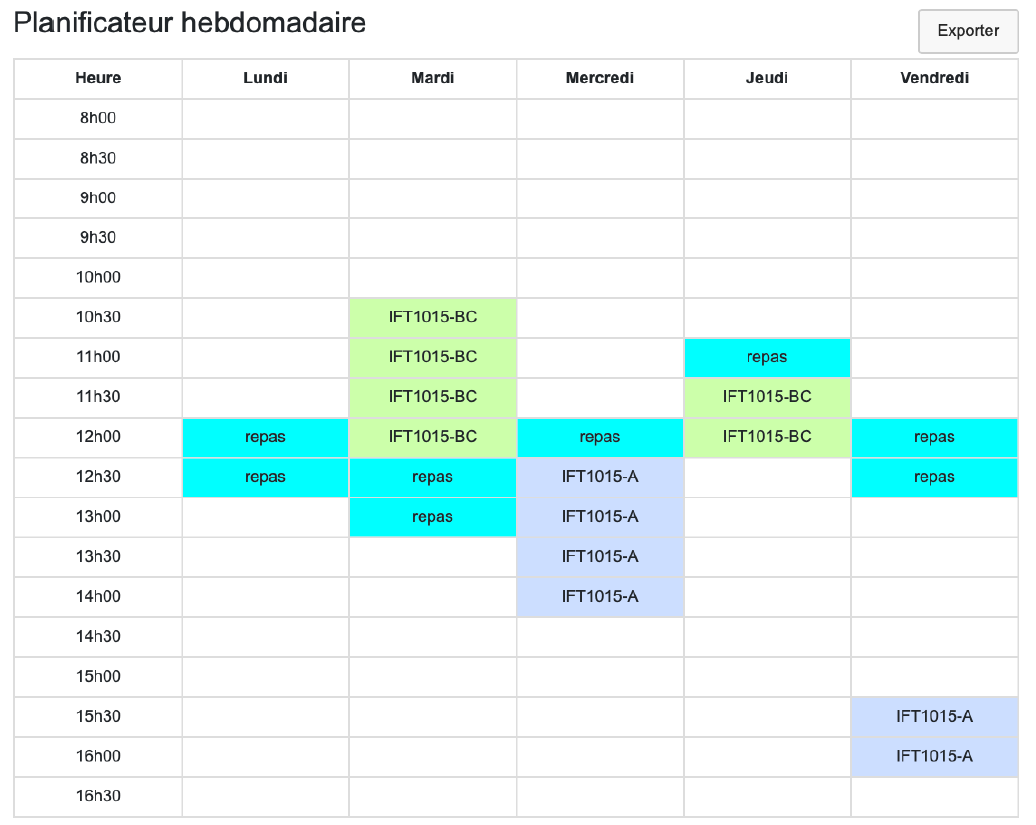 Planificateur hebdomadaire
Exporter
Heure Lundi Mardi Mercredi Jeudi Vendredi
8h00
8h30
9h00
9h30
10h00
10h30 IFT1015-BC
11h00 IFT1015-BC repas
11h30 IFT1015-BC IFT1015-BC
12h00 repas IFT1015-BC repas IFT1015-BC repas
12h30 repas repas IFT1015-A repas
13h00 repas IFT1015-A
13h30 IFT1015-A
14h00 IFT1015-A
14h30
15h00
15h30 IFT1015-A
16h00 IFT1015-A
16h30